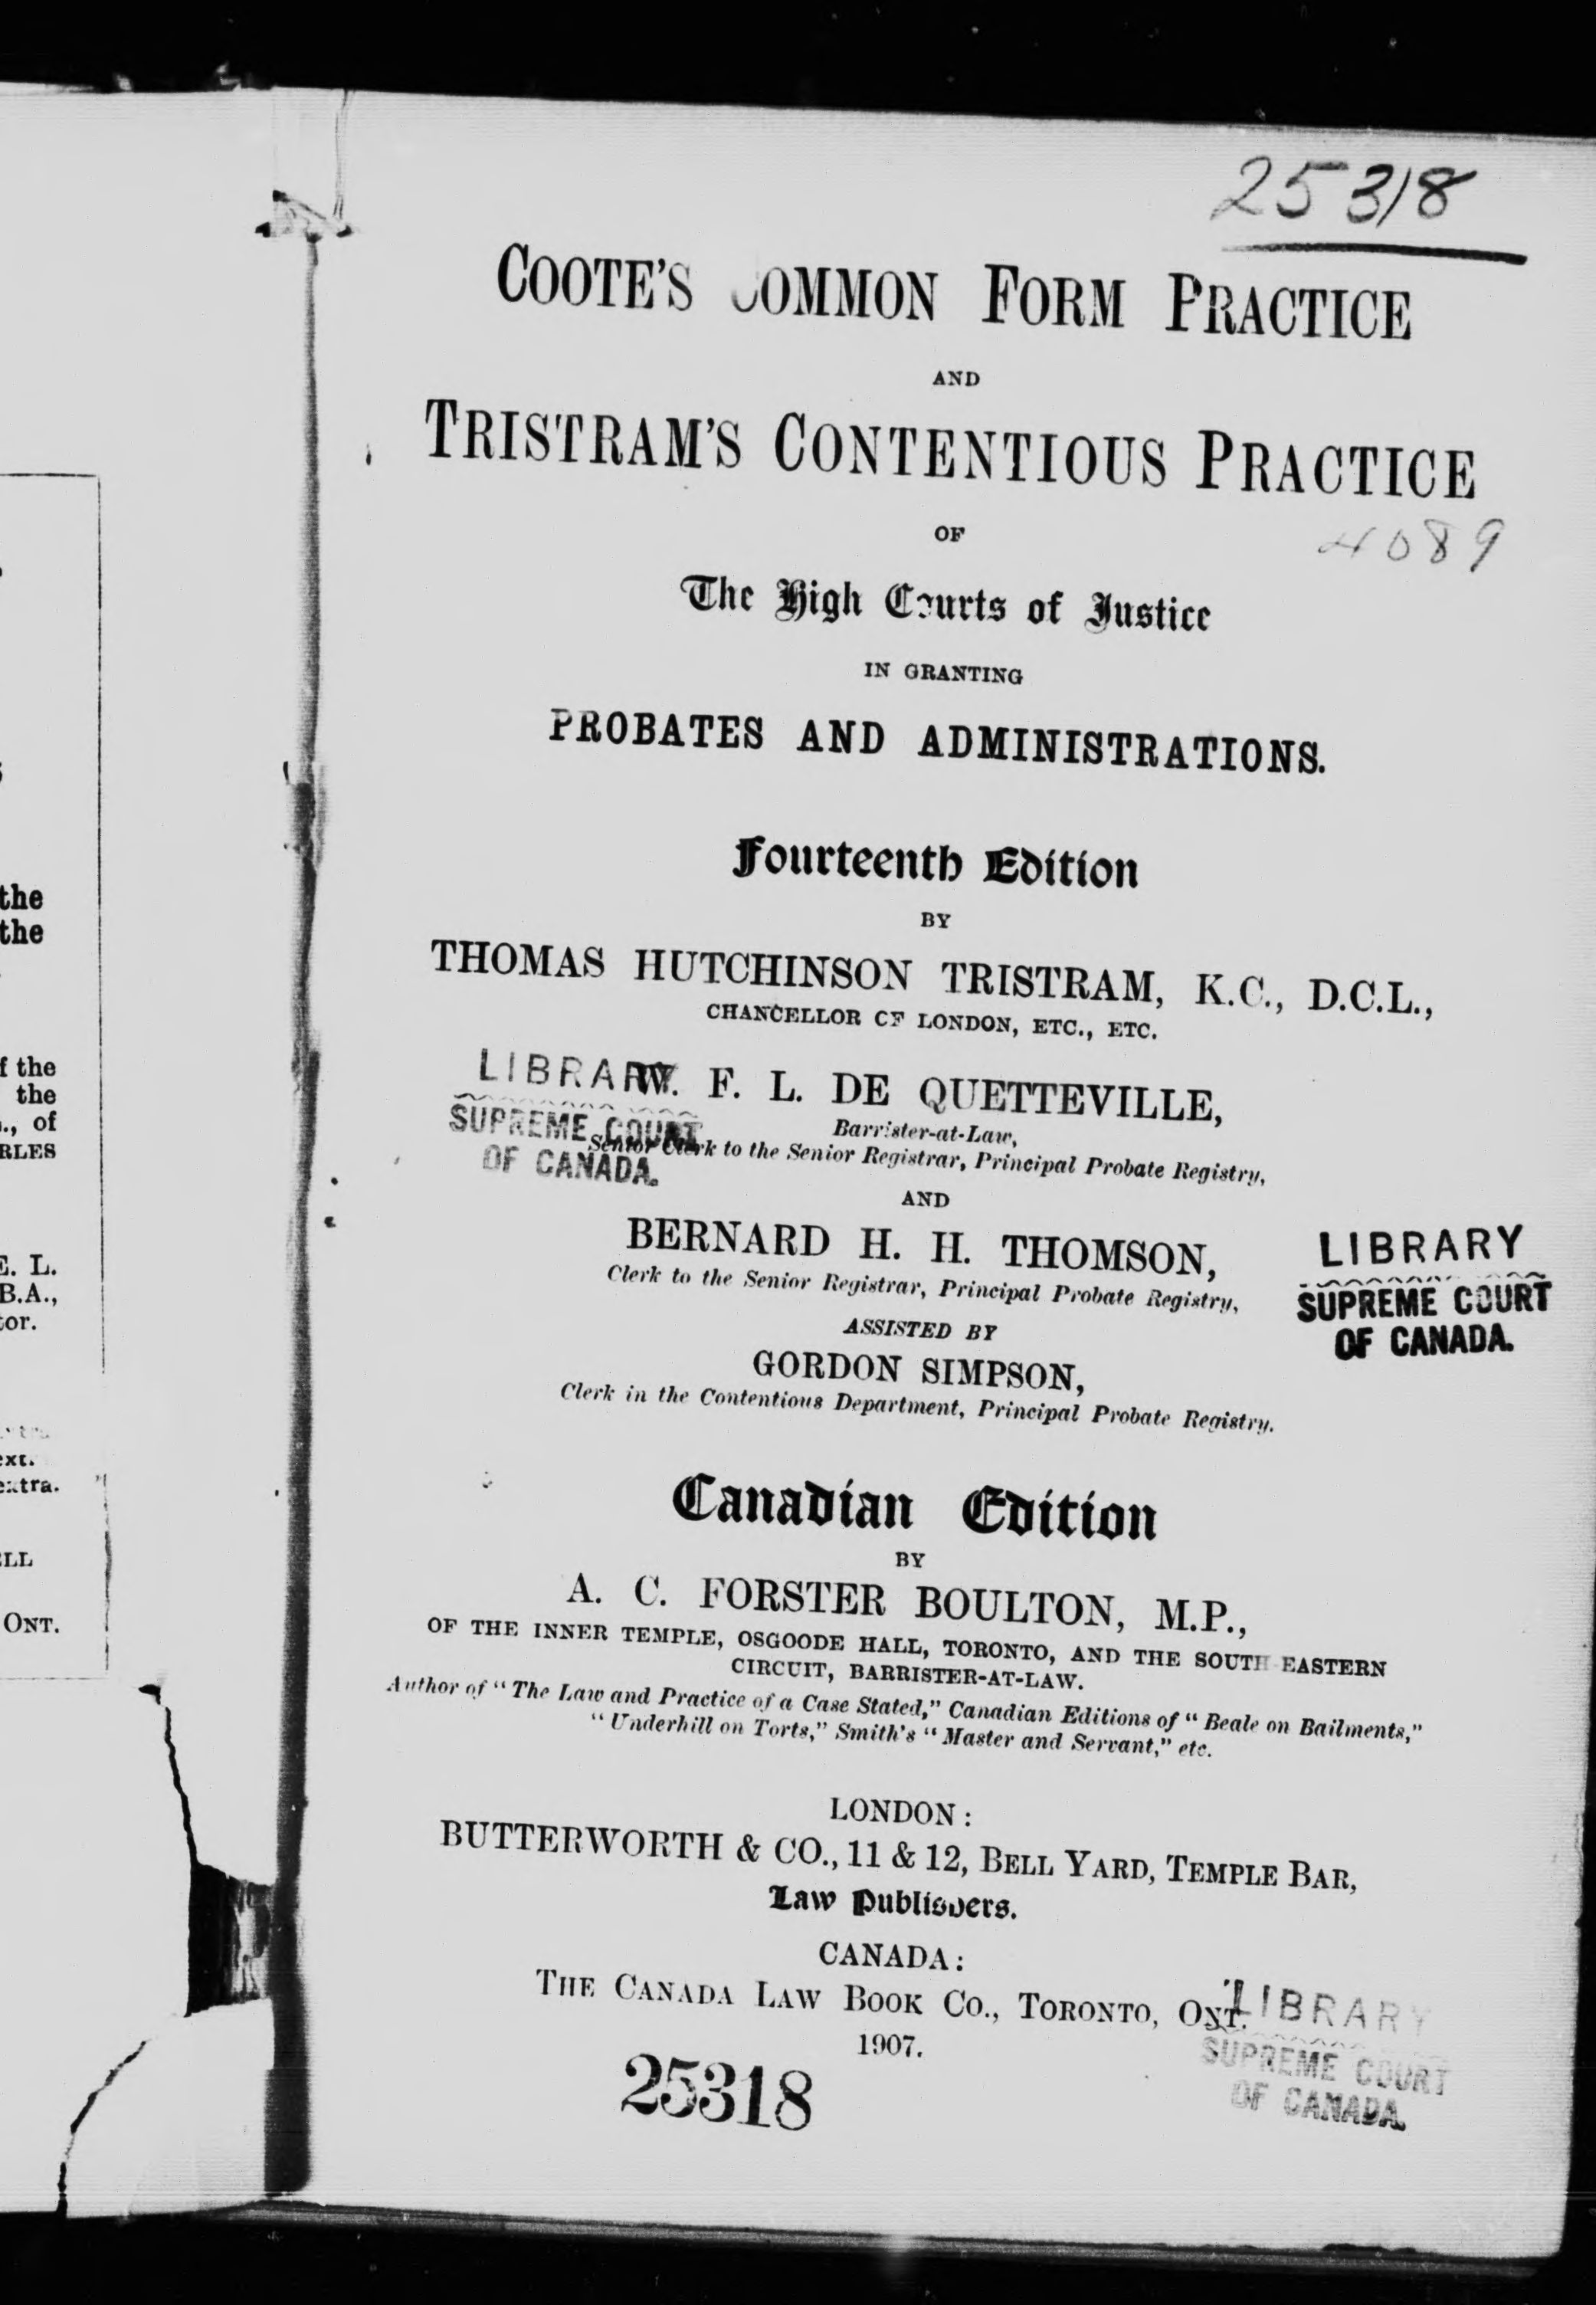 25318
COOTE'S COMMON FORM PRACTICE
AND
TRISTRAM'S CONTENTIOUS PRACTICE
OF
4089
The High Courts of Justice
IN GRANTING
PROBATES AND ADMINISTRATIONS.
Fourteenth Edition
BY
THOMAS HUTCHINSON TRISTRAM, K.C., D.C.L.,
CHANCELLOR OF LONDON, ETC., ETC.
LIBRARY
SUPREME COURT
OF CANADA.
W. F. L. DE QUETTEVILLE,
Barrister-at-Law,
Senior Clerk to the Senior Registrar, Principal Probate Registry,
AND
BERNARD H. H. THOMSON,
Clerk to the Senior Registrar, Principal Probate Registry,
LIBRARY
SUPREME COURT
OF CANADA.
ASSISTED BY
GORDON SIMPSON,
Clerk in the Contentious Department, Principal Probate Registry.
Canadian Edition
BY
A. C. FORSTER BOULTON, M.P.,
OF THE INNER TEMPLE, OSGOODE HALL, TORONTO, AND THE SOUTH EASTERN
CIRCUIT, BARRISTER-AT-LAW.
Author of "The Law and Practice of a Case Stated," Canadian Editions of "Beale on Bailments,"
"Underhill on Torts," Smith's "Master and Servant," etc.
LONDON:
BUTTERWORTH & CO., 11 & 12, BELL YARD, TEMPLE BAR,
Law Publishers.
CANADA:
THE CANADA LAW BOOK CO., TORONTO, ONT.
1907.
25318
LIBRARY
SUPREME COURT
OF CANADA.
the
the
f the
the
., of
RLES
E. L.
B.A.,
tor.
ext.
extra.
ELL
ONT.